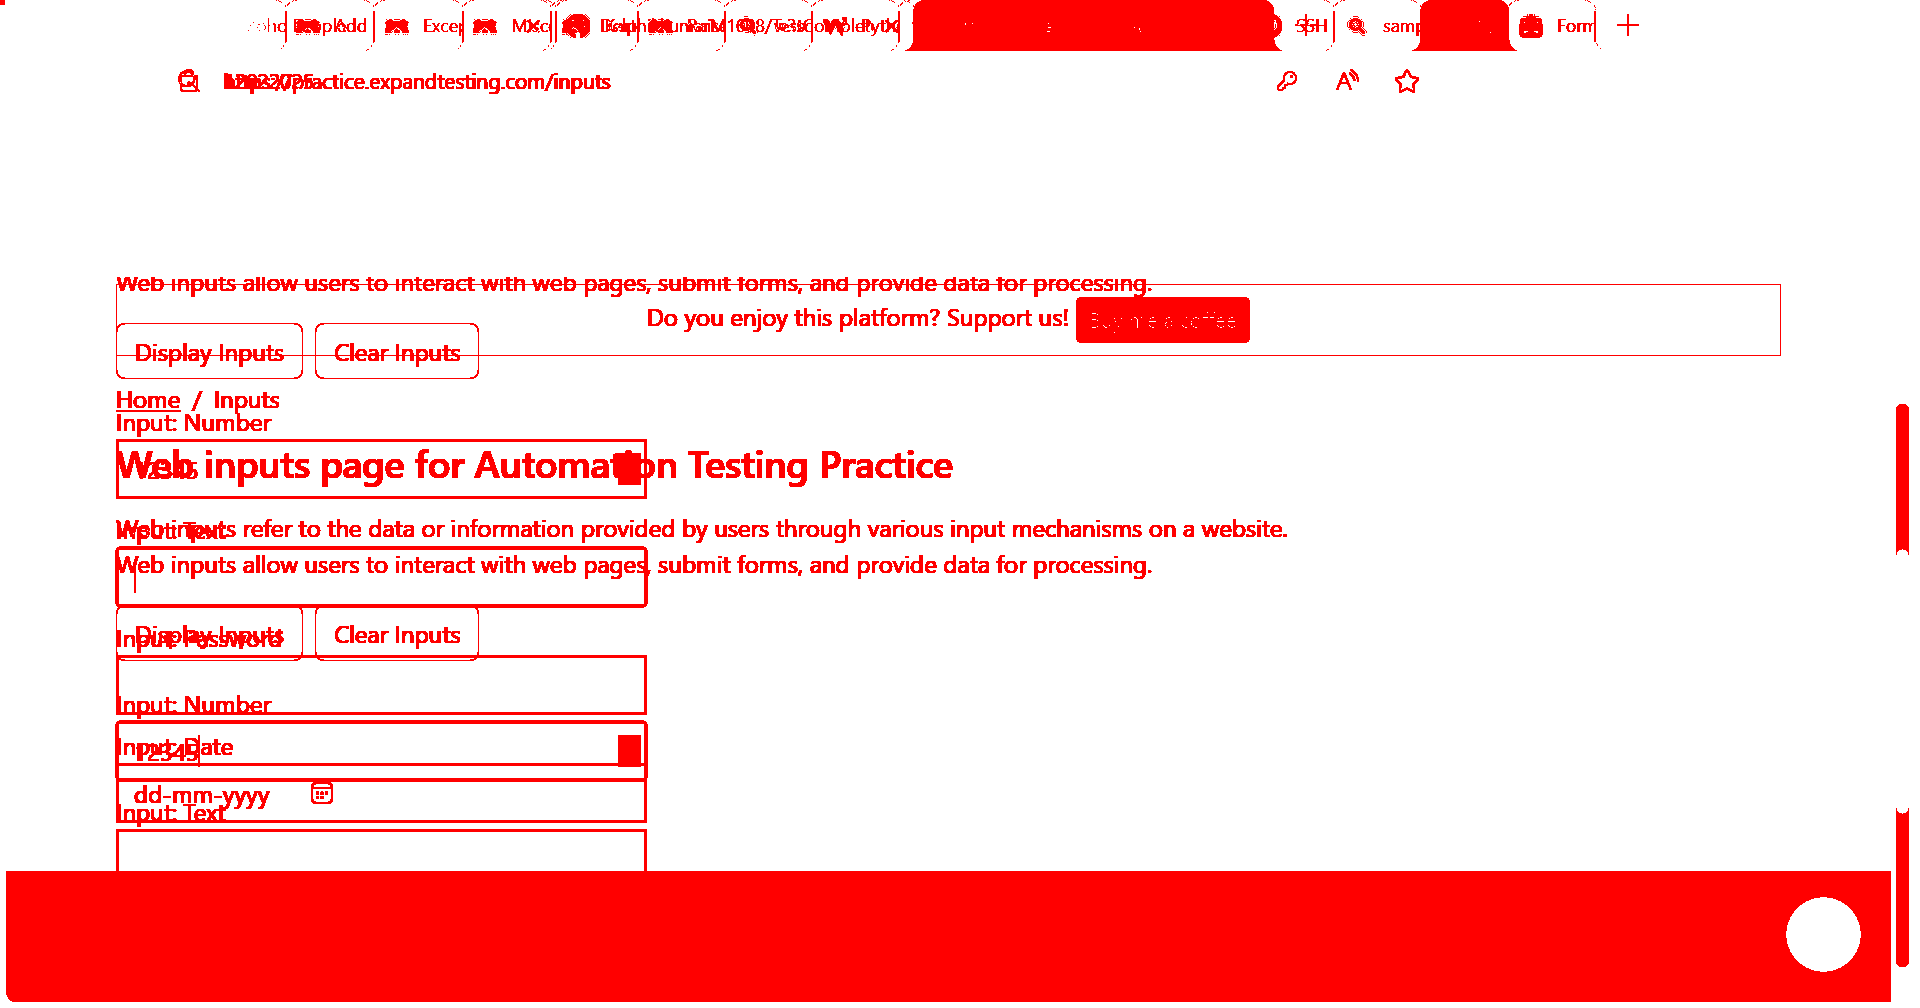 Add
https://practice.expandtesting.com/inputs
Web inputs allow users to interact with web pages, submit forms, and provide data for processing.
Do you enjoy this platform? Support us! Buy me a coffee
Display Inputs Clear Inputs
Home / Inputs
Input: Number
12345
Web inputs page for Automation Testing Practice
Web inputs refer to the data or information provided by users through various input mechanisms on a website.
Input: Text
Web inputs allow users to interact with web pages, submit forms, and provide data for processing.
Display Inputs Clear Inputs
Input: Password
Input: Number
Input: Date
12345
dd-mm-yyyy
Input: Text